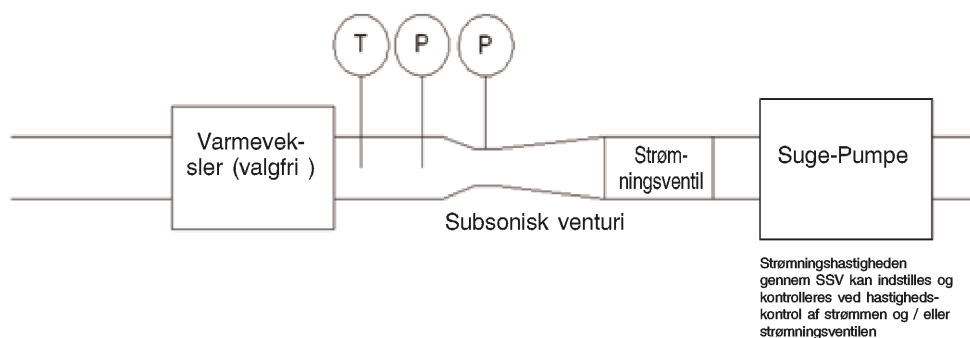 T
P
P
Varmevek-
sler (valgfri )
Strøm-
ningsventil
Suge-Pumpe
Subsonisk venturi
Strømningshastigheden
gennem SSV kan indstilles og
kontrolleres ved hastigheds-
kontrol af strømmen og / eller
strømningsventilen